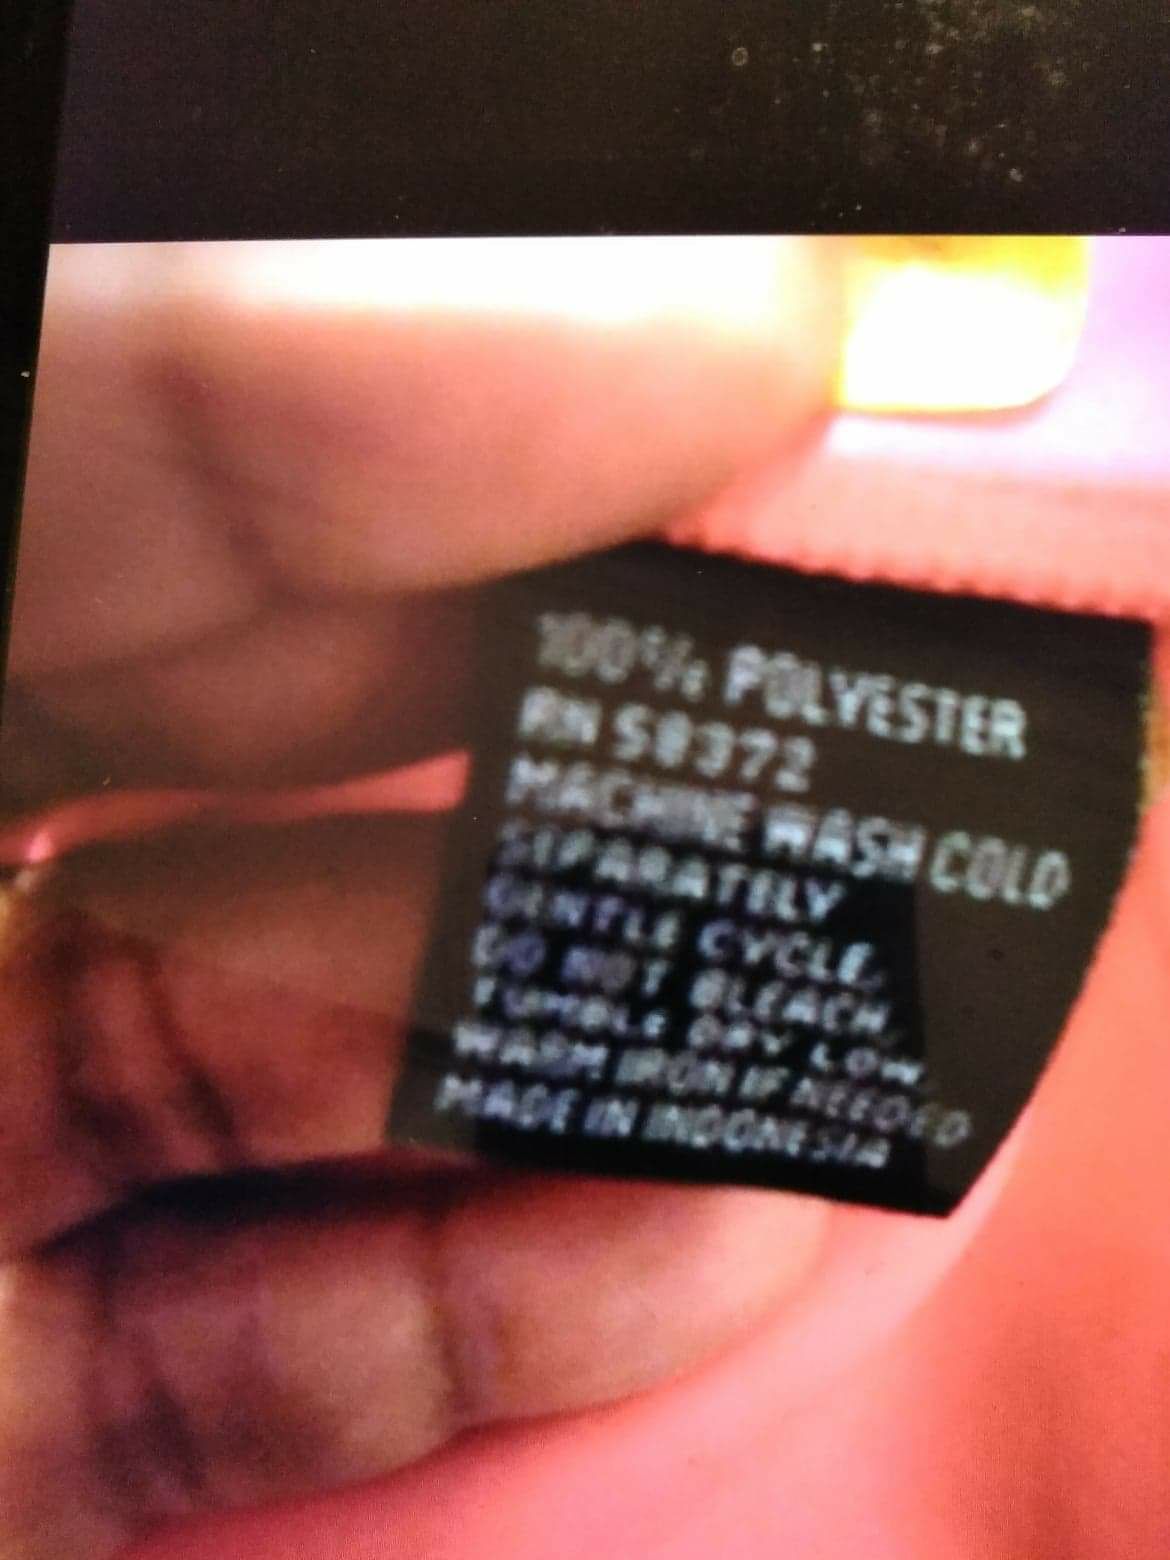 100% POLYESTER
RN 58372
MACHINE WASH COLD
SEPARATELY
GENTLE CYCLE,
DO NOT BLEACH,
TUMBLE DRY LOW,
WARM IRON IF NEEDED
MADE IN INDONESIA